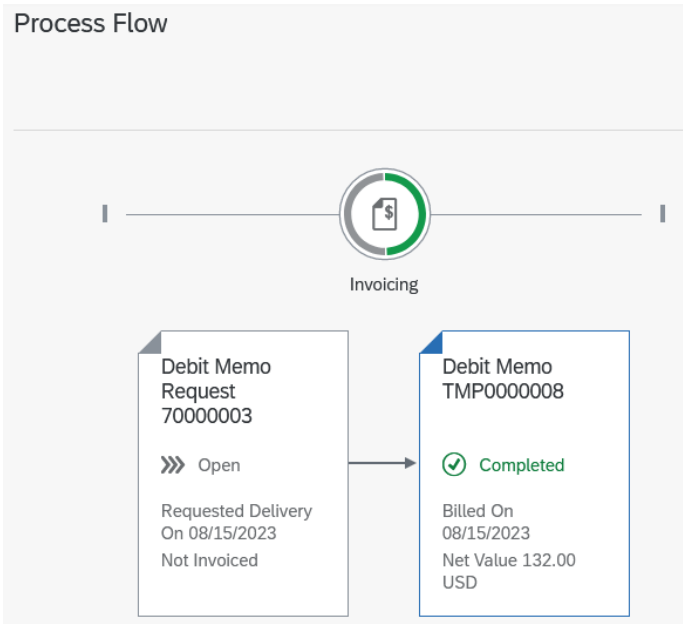 Process Flow
$
Invoicing
Debit Memo
Request
70000003
Open
Requested Delivery
On 08/15/2023
Not Invoiced
Debit Memo
TMP0000008
Completed
Billed On
08/15/2023
Net Value 132.00
USD